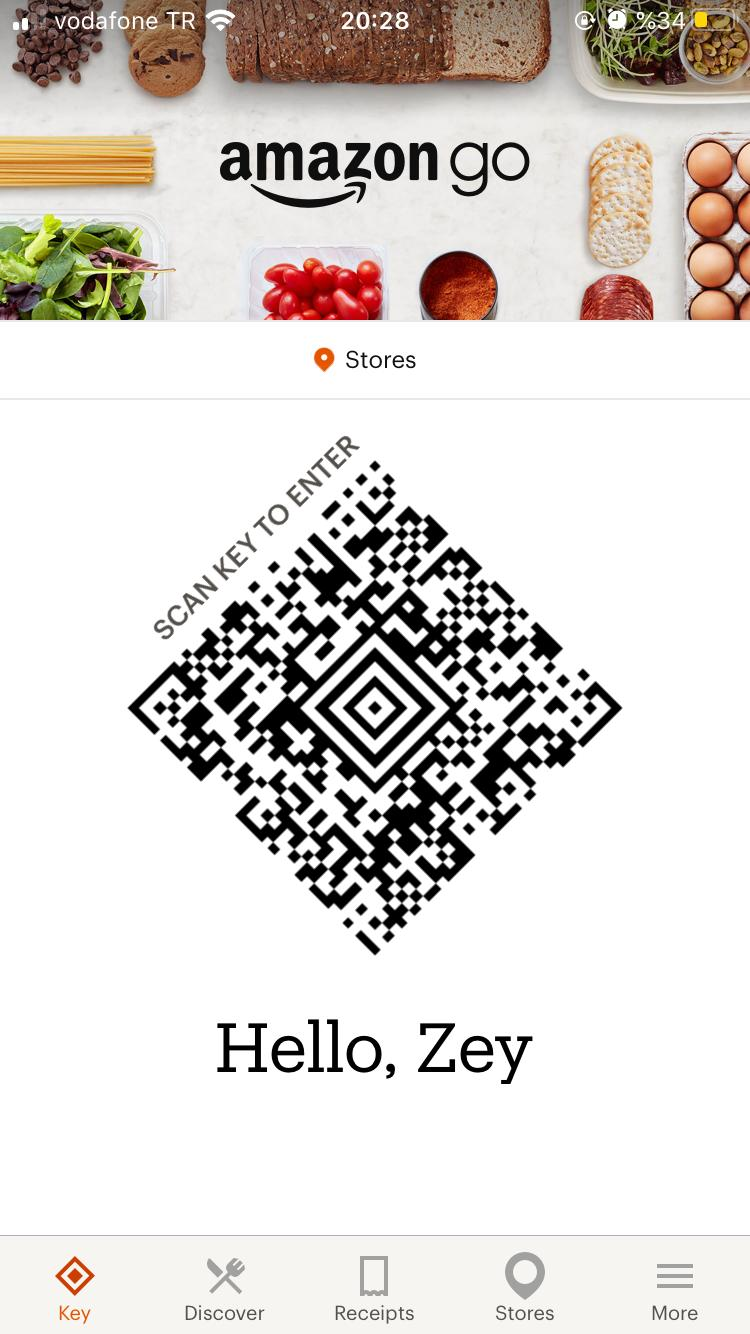 vodafone TR 20:28 %34
amazon go
Stores
SCAN KEY TO ENTER
Hello, Zey
Key Discover Receipts Stores More